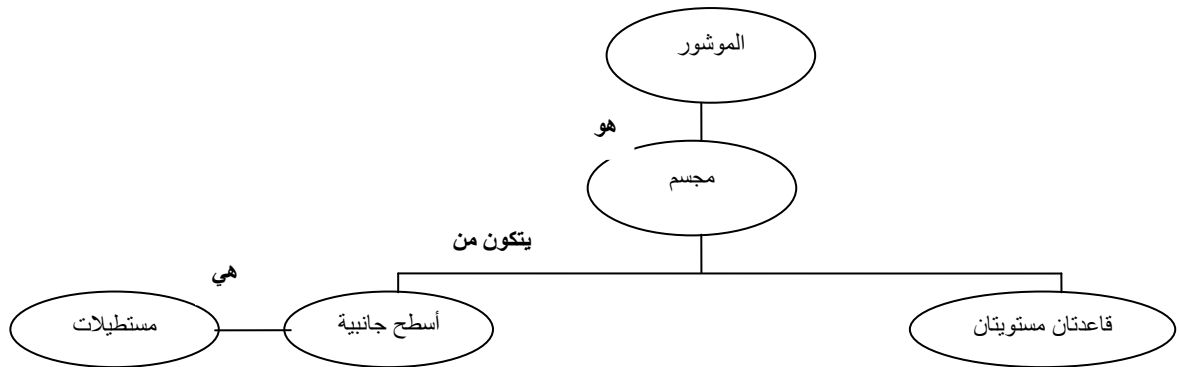 الموشور
هو
مجسم
يتكون من
هي
قاعدتان مستويتان
أسطح جانبية
مستطيلات